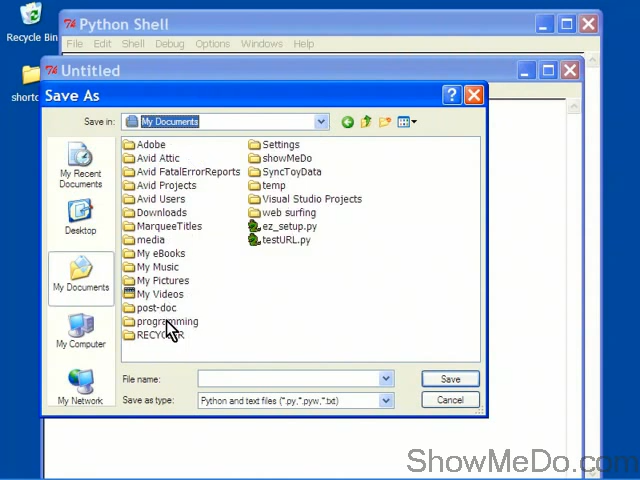 Recycle Bin
shortc
Python Shell
File Edit Shell Debug Options Windows Help
Untitled
Save As
Save in: My Documents
My Recent
Documents
Desktop
My Documents
My Computer
My Network
Adobe
Avid Attic
Avid FatalErrorReports
Avid Projects
Avid Users
Downloads
MarqueeTitles
media
My eBooks
My Music
My Pictures
My Videos
post-doc
programming
RECYCLER
Settings
showMeDo
SyncToyData
temp
Visual Studio Projects
web surfing
ez_setup.py
testURL.py
File name:
Save
Save as type: Python and text files (*.py,*.pyw,*.txt)
Cancel
ShowMeDo.com